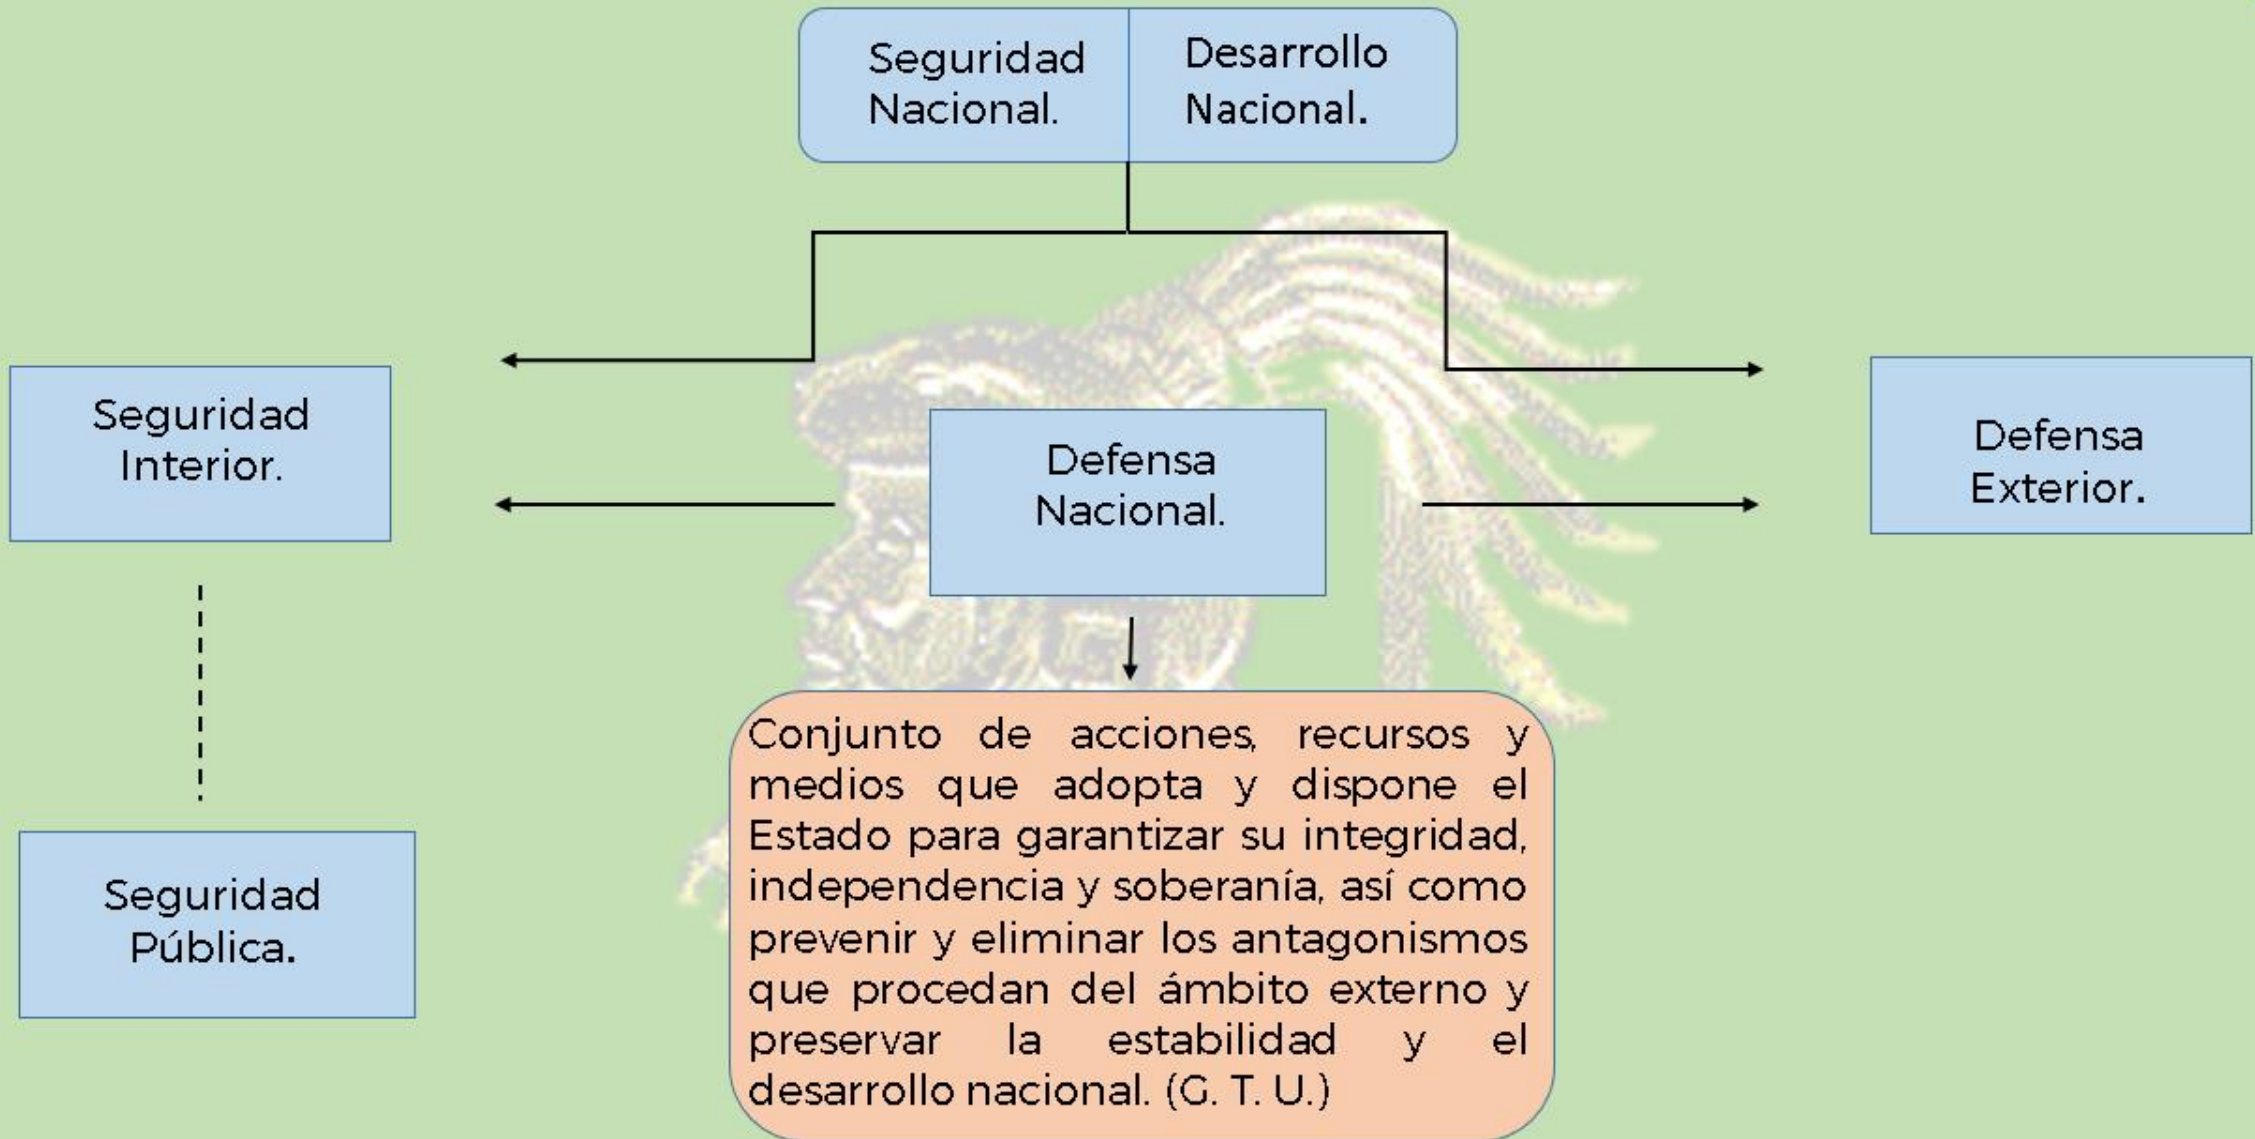 Seguridad
Nacional.
Desarrollo
Nacional.
Seguridad
Interior.
Defensa
Nacional.
Defensa
Exterior.
Seguridad
Pública.
Conjunto de acciones, recursos y
medios que adopta y dispone el
Estado para garantizar su integridad,
independencia y soberanía, así como
prevenir y eliminar los antagonismos
que procedan del ámbito externo y
preservar la estabilidad y el
desarrollo nacional. (G. T. U.)